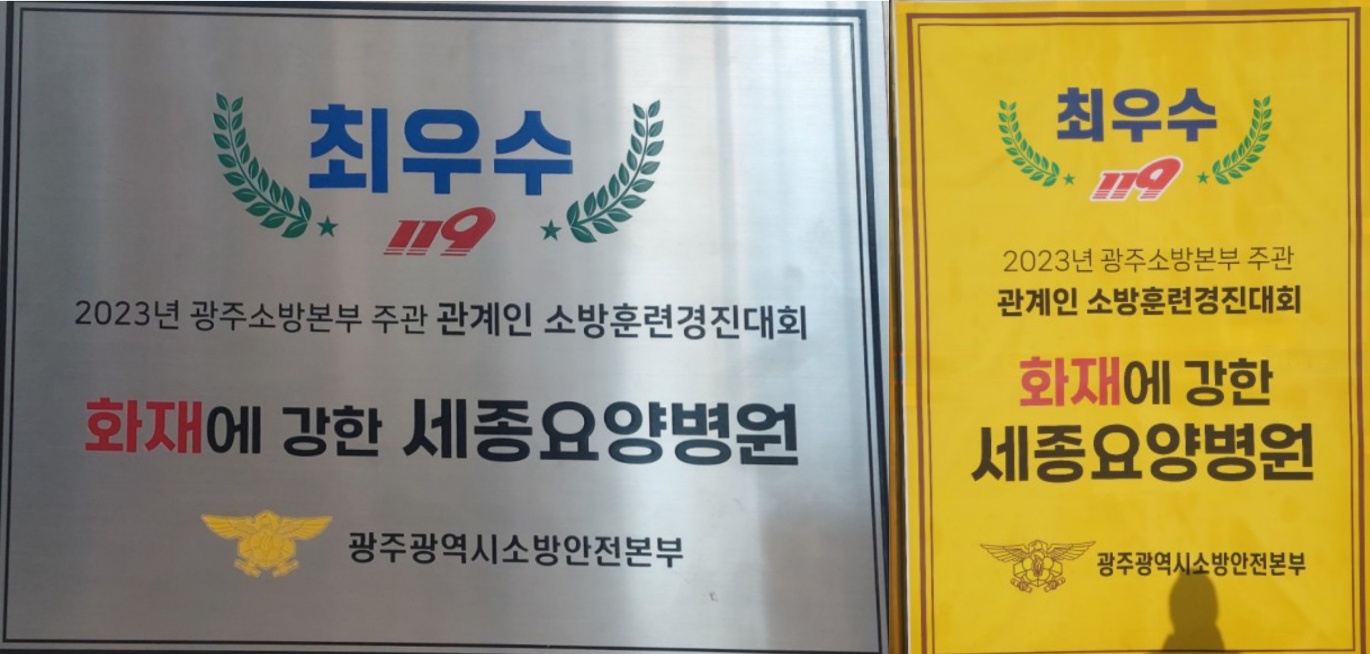 최우수
119
2023년 광주소방본부 주관 관계인 소방훈련경진대회
화재에 강한 세종요양병원
광주광역시소방안전본부
최우수
119
2023년 광주소방본부 주관
관계인 소방훈련경진대회
화재에 강한
세종요양병원
광주광역시소방안전본부